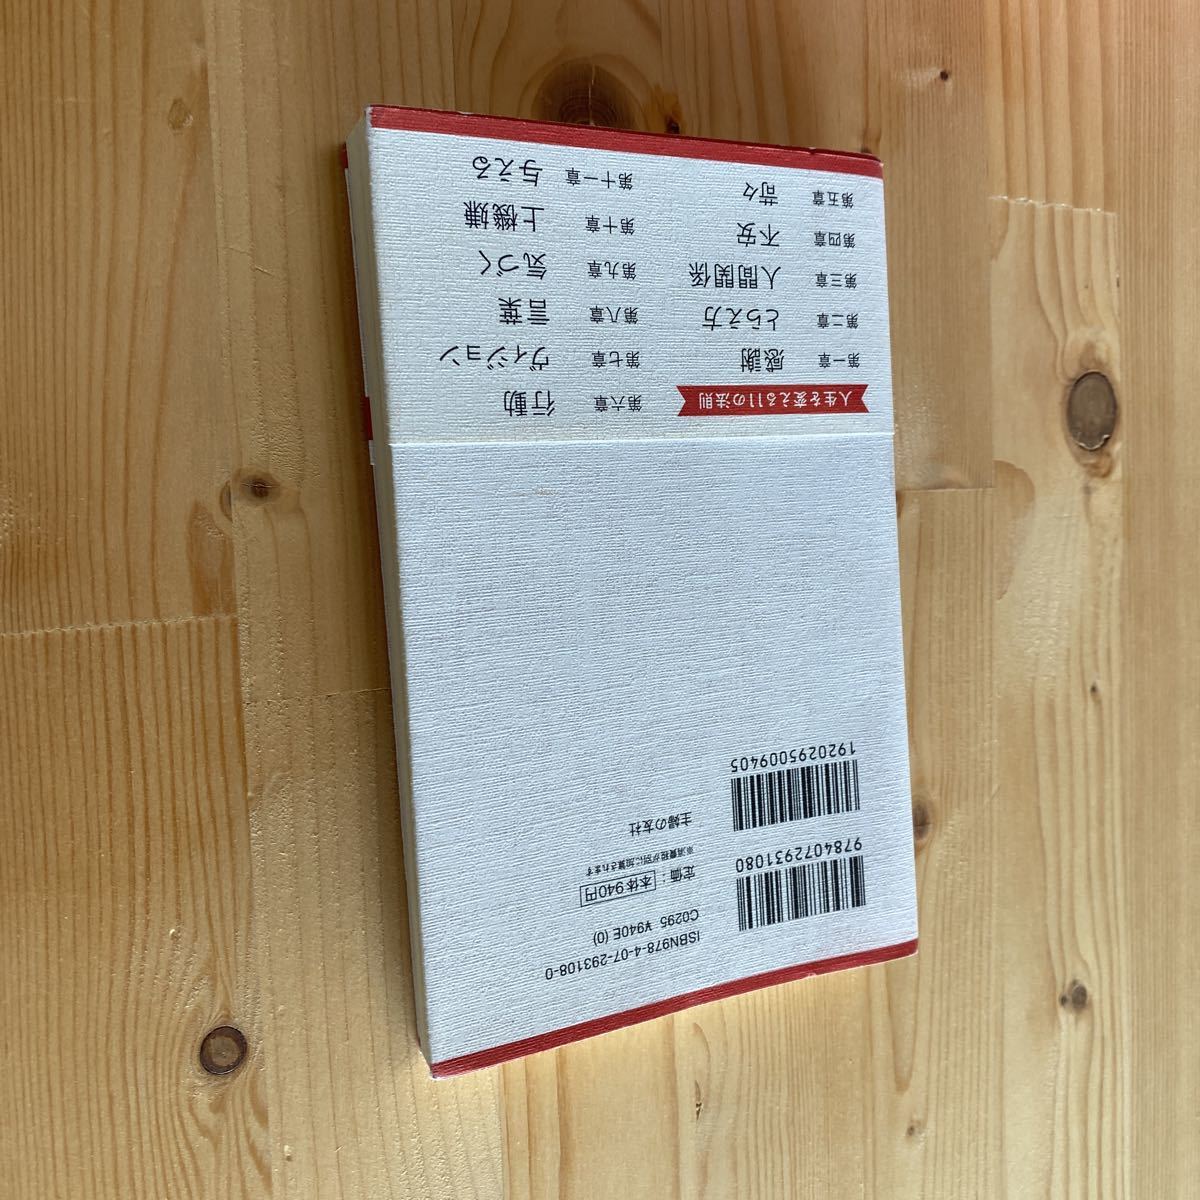 9784072931080
1920295009405
ISBN978-4-07-293108-0
C0295 ¥940E (0)
定価： 本体940円
※消費税が別に加算されます
主婦の友社
人生を変える11の法則
第一章 感謝
第二章 とらえ方
第三章 人間関係
第四章 不安
第五章 苛々
第六章 行動
第七章 ヴィジョン
第八章 言葉
第九章 気づく
第十章 上機嫌
第十一章 与える